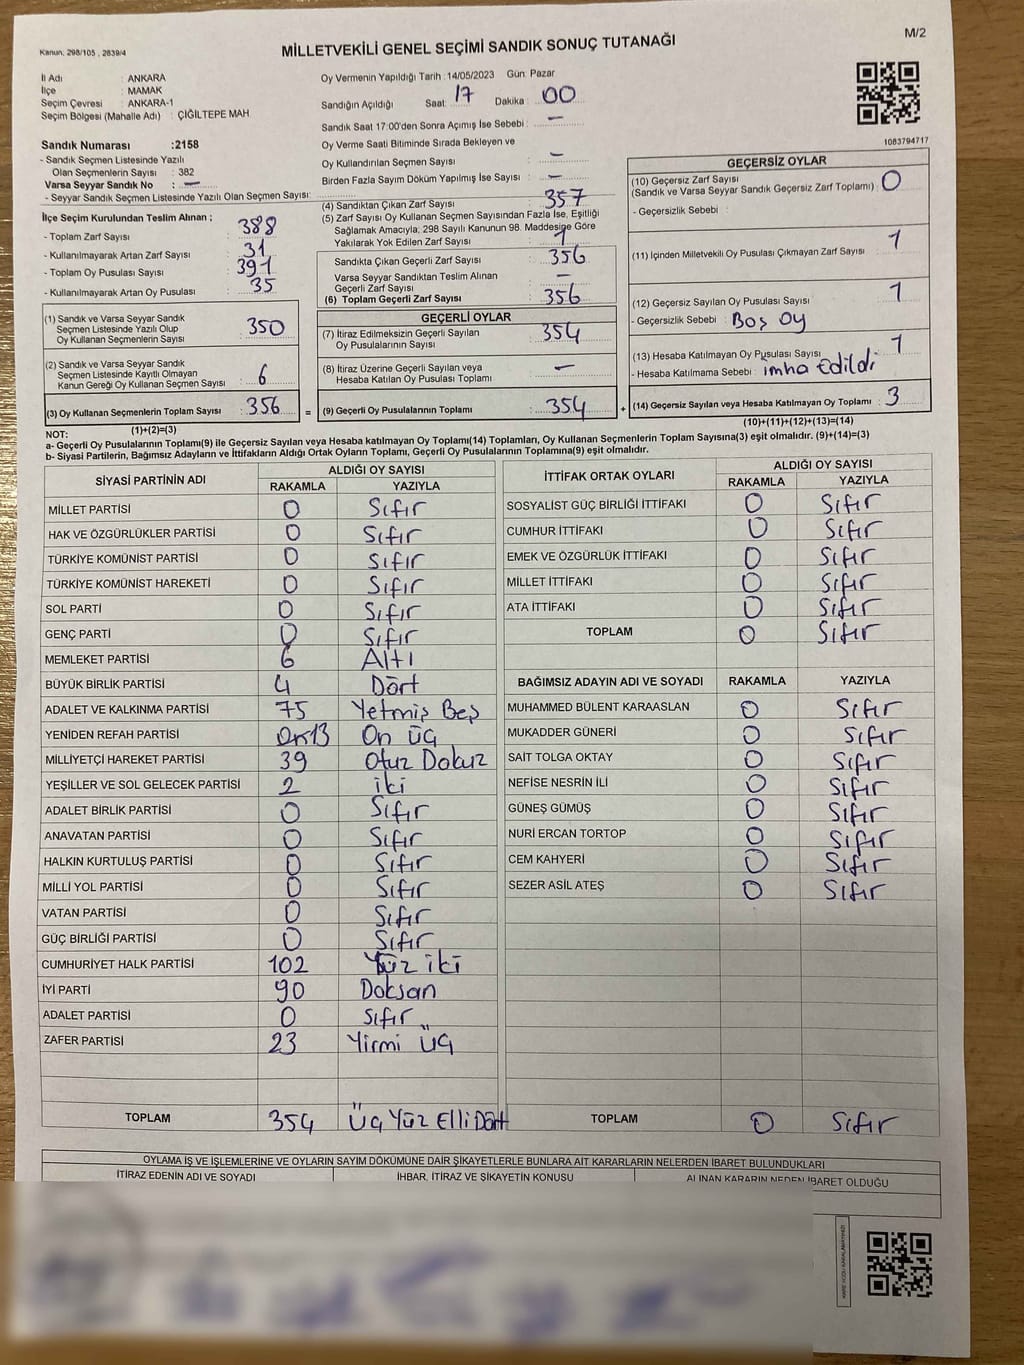 Kanun: 298/105 , 2839/4
MİLLETVEKİLİ GENEL SEÇİMİ SANDIK SONUÇ TUTANAĞI
M/2
İl Adı : ANKARA
İlçe : MAMAK
Seçim Çevresi : ANKARA-1
Seçim Bölgesi (Mahalle Adı) : ÇİĞİLTEPE MAH
Sandık Numarası :2158
- Sandık Seçmen Listesinde Yazılı
Olan Seçmenlerin Sayısı : 382
Varsa Seyyar Sandık No : –
- Seyyar Sandık Seçmen Listesinde Yazılı Olan Seçmen Sayısı:
İlçe Seçim Kurulundan Teslim Alınan ;
- Toplam Zarf Sayısı : 388
- Kullanılmayarak Artan Zarf Sayısı : 31
- Toplam Oy Pusulası Sayısı : 391
- Kullanılmayarak Artan Oy Pusulası : 35
(1) Sandık ve Varsa Seyyar Sandık
Seçmen Listesinde Yazılı Olup
Oy Kullanan Seçmenlerin Sayısı : 350
(2) Sandık ve Varsa Seyyar Sandık
Seçmen Listesinde Kayıtlı Olmayan
Kanun Gereği Oy Kullanan Seçmen Sayısı : 6
(3) Oy Kullanan Seçmenlerin Toplam Sayısı : 356 =
(1)+(2)=(3)
Oy Vermenin Yapıldığı Tarih : 14/05/2023 Gün: Pazar
Sandığın Açıldığı Saat: 17 Dakika : 00
Sandık Saat 17:00'den Sonra Açımış İse Sebebi : –
Oy Verme Saati Bitiminde Sırada Bekleyen ve
Oy Kullandırılan Seçmen Sayısı : –
Birden Fazla Sayım Döküm Yapılmış İse Sayısı : –
(4) Sandıktan Çıkan Zarf Sayısı : 357
(5) Zarf Sayısı Oy Kullanan Seçmen Sayısından Fazla İse, Eşitliği
Sağlamak Amacıyla; 298 Sayılı Kanunun 98. Maddesine Göre
Yakılarak Yok Edilen Zarf Sayısı : 1
Sandıkta Çıkan Geçerli Zarf Sayısı : 356
Varsa Seyyar Sandıktan Teslim Alınan
Geçerli Zarf Sayısı : –
(6) Toplam Geçerli Zarf Sayısı : 356
GEÇERLİ OYLAR
(7) İtiraz Edilmeksizin Geçerli Sayılan
Oy Pusulalarının Sayısı : 354
(8) İtiraz Üzerine Geçerli Sayılan veya
Hesaba Katılan Oy Pusulası Toplamı : –
(9) Geçerli Oy Pusulalarının Toplamı : 354 +
1083794717
GEÇERSİZ OYLAR
(10) Geçersiz Zarf Sayısı
(Sandık ve Varsa Seyyar Sandık Geçersiz Zarf Toplamı) : 0
- Geçersizlik Sebebi :
(11) İçinden Milletvekili Oy Pusulası Çıkmayan Zarf Sayısı : 1
(12) Geçersiz Sayılan Oy Pusulası Sayısı : 1
- Geçersizlik Sebebi : Boş Oy
(13) Hesaba Katılmayan Oy Pusulası Sayısı : 1
- Hesaba Katılmama Sebebi : imha Edildi
(14) Geçersiz Sayılan veya Hesaba Katılmayan Oy Toplamı : 3
(10)+(11)+(12)+(13)=(14)
NOT:
a- Geçerli Oy Pusulalarının Toplamı(9) ile Geçersiz Sayılan veya Hesaba katılmayan Oy Toplamı(14) Toplamları, Oy Kullanan Seçmenlerin Toplam Sayısına(3) eşit olmalıdır. (9)+(14)=(3)
b- Siyasi Partilerin, Bağımsız Adayların ve İttifakların Aldığı Ortak Oyların Toplamı, Geçerli Oy Pusulalarının Toplamına(9) eşit olmalıdır.
SİYASİ PARTİNİN ADI ALDIĞI OY SAYISI
RAKAMLA YAZIYLA
MİLLET PARTİSİ 0 Sıfır
HAK VE ÖZGÜRLÜKLER PARTİSİ 0 Sıfır
TÜRKİYE KOMÜNİST PARTİSİ 0 Sıfır
TÜRKİYE KOMÜNİST HAREKETİ 0 Sıfır
SOL PARTİ 0 Sıfır
GENÇ PARTİ 0 Sıfır
MEMLEKET PARTİSİ 6 Altı
BÜYÜK BİRLİK PARTİSİ 4 Dört
ADALET VE KALKINMA PARTİSİ 75 Yetmiş Beş
YENİDEN REFAH PARTİSİ 13 On üç
MİLLİYETÇİ HAREKET PARTİSİ 39 Otuz Dokuz
YEŞİLLER VE SOL GELECEK PARTİSİ 2 iki
ADALET BİRLİK PARTİSİ 0 Sıfır
ANAVATAN PARTİSİ 0 Sıfır
HALKIN KURTULUŞ PARTİSİ 0 Sıfır
MİLLİ YOL PARTİSİ 0 Sıfır
VATAN PARTİSİ 0 Sıfır
GÜÇ BİRLİĞİ PARTİSİ 0 Sıfır
CUMHURİYET HALK PARTİSİ 102 Yüz iki
İYİ PARTİ 90 Doksan
ADALET PARTİSİ 0 Sıfır
ZAFER PARTİSİ 23 Yirmi üç
TOPLAM 354 Üç Yüz Elli Dört
İTTİFAK ORTAK OYLARI ALDIĞI OY SAYISI
RAKAMLA YAZIYLA
SOSYALİST GÜÇ BİRLİĞİ İTTİFAKI 0 Sıfır
CUMHUR İTTİFAKI 0 Sıfır
EMEK VE ÖZGÜRLÜK İTTİFAKI 0 Sıfır
MİLLET İTTİFAKI 0 Sıfır
ATA İTTİFAKI 0 Sıfır
TOPLAM 0 Sıfır
BAĞIMSIZ ADAYIN ADI VE SOYADI RAKAMLA YAZIYLA
MUHAMMED BÜLENT KARAASLAN 0 Sıfır
MUKADDER GÜNERİ 0 Sıfır
SAİT TOLGA OKTAY 0 Sıfır
NEFİSE NESRİN İLİ 0 Sıfır
GÜNEŞ GÜMÜŞ 0 Sıfır
NURİ ERCAN TORTOP 0 Sıfır
CEM KAHYERİ 0 Sıfır
SEZER ASİL ATEŞ 0 Sıfır
TOPLAM 0 Sıfır
OYLAMA İŞ VE İŞLEMLERİNE VE OYLARIN SAYIM DÖKÜMÜNE DAİR ŞİKAYETLERLE BUNLARA AİT KARARLARIN NELERDEN İBARET BULUNDUKLARI
İTİRAZ EDENİN ADI VE SOYADI İHBAR, İTİRAZ VE ŞİKAYETİN KONUSU ALINAN KARARIN NEDEN İBARET OLDUĞU